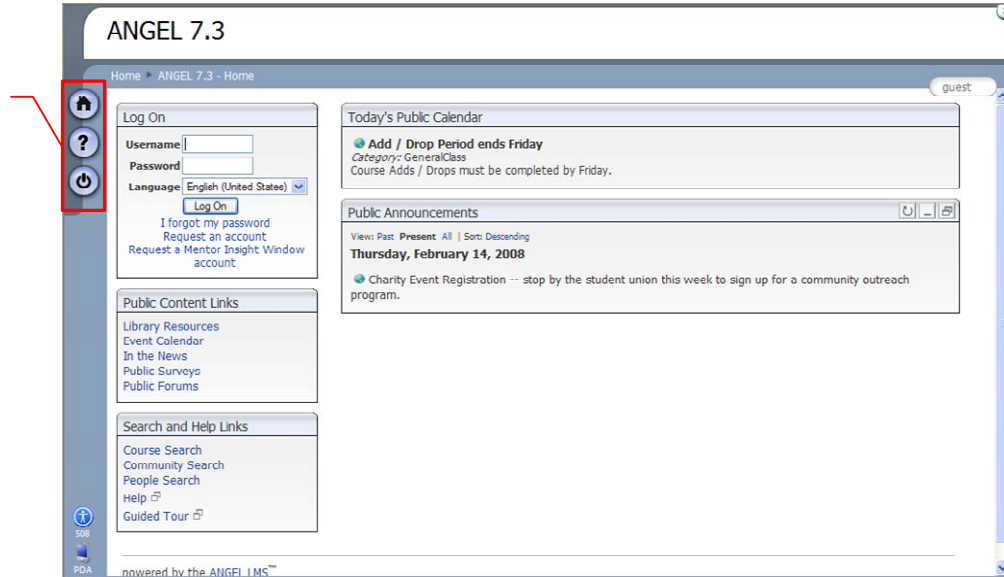 ANGEL 7.3
Home ▸ ANGEL 7.3 - Home
guest
Log On
Username
Password
Language English (United States)
Log On
I forgot my password
Request an account
Request a Mentor Insight Window
account
Public Content Links
Library Resources
Event Calendar
In the News
Public Surveys
Public Forums
Search and Help Links
Course Search
Community Search
People Search
Help
Guided Tour
Today's Public Calendar
Add / Drop Period ends Friday
Category: GeneralClass
Course Adds / Drops must be completed by Friday.
Public Announcements
View: Past Present All | Sort: Descending
Thursday, February 14, 2008
Charity Event Registration -- stop by the student union this week to sign up for a community outreach
program.
?
508
PDA
powered by the ANGEL LMS™